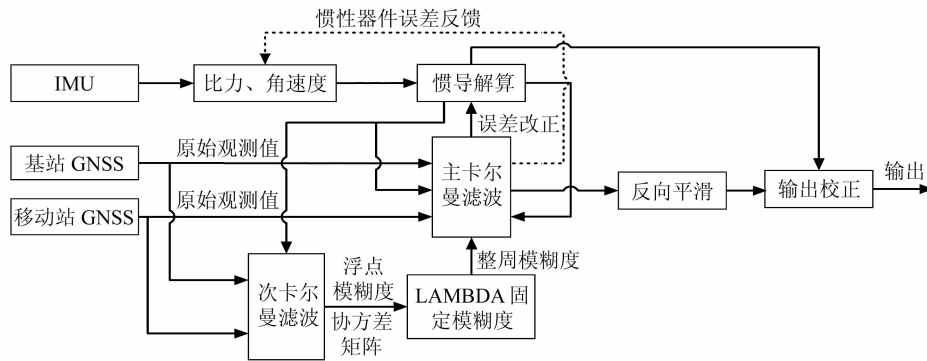 惯性器件误差反馈
IMU
比力、角速度
惯导解算
误差改正
基站 GNSS
原始观测值
主卡尔
曼滤波
反向平滑
输出校正
输出
移动站 GNSS
原始观测值
整周模糊度
次卡尔
曼滤波
浮点
模糊度
协方差
矩阵
LAMBDA 固
定模糊度